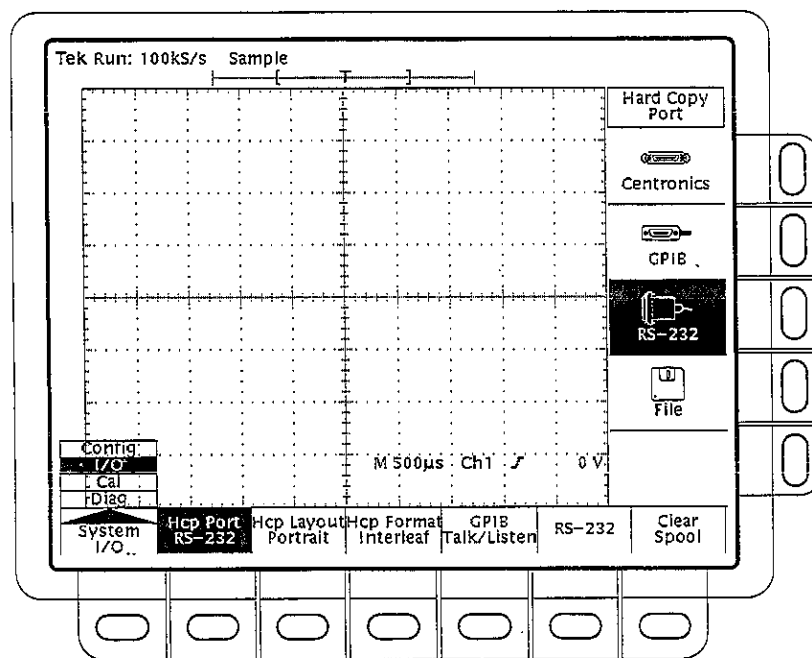 Tek Run: 100kS/s Sample
Hard Copy
Port
Centronics
GPIB
RS-232
File
M 500µs Ch1 0 V
Config
I/O
Cal
Diag
System
I/O
Hcp Port
RS-232
Hcp Layout
Portrait
Hcp Format
Interleaf
GPIB
Talk/Listen
RS-232
Clear
Spool